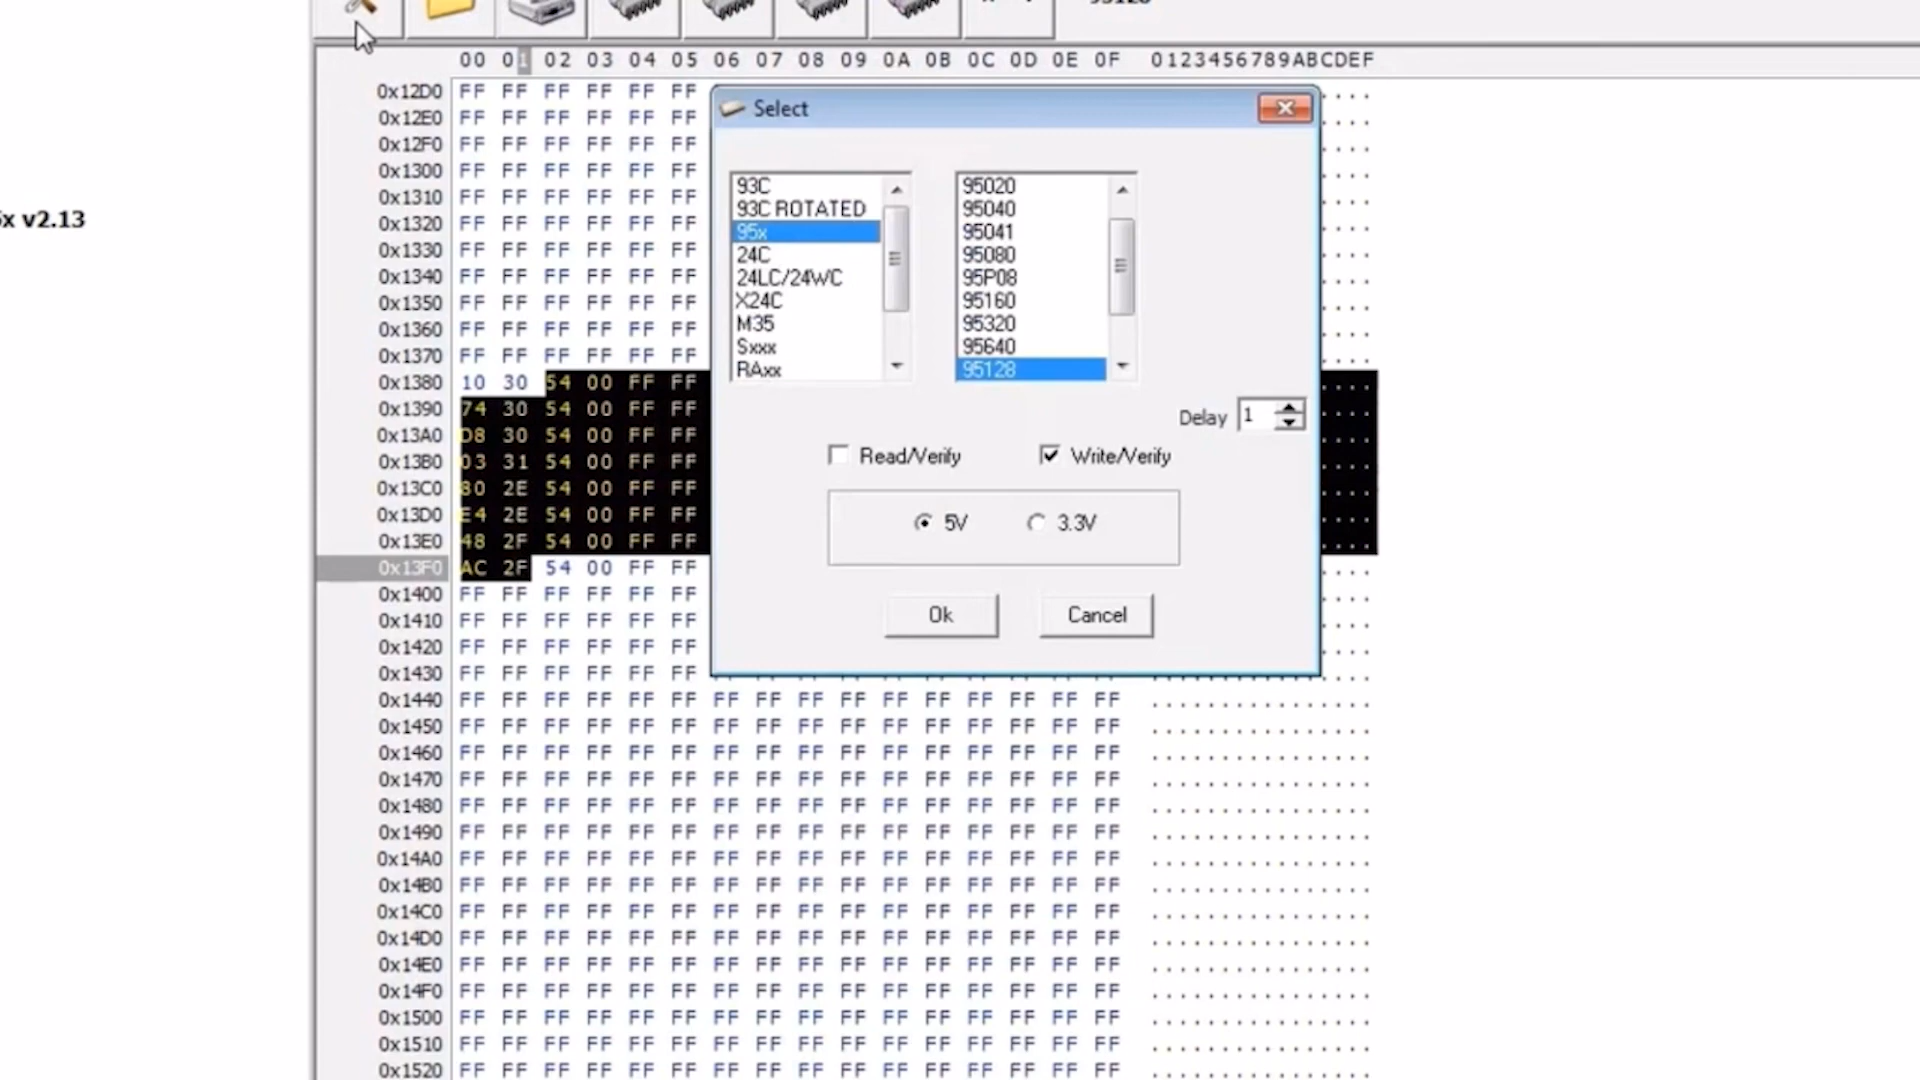 00 01 02 03 04 05 06 07 08 09 0A 0B 0C 0D 0E 0F 0123456789ABCDEF
x v2.13
0x12D0 FF FF FF FF FF FF
0x12E0 FF FF FF FF FF FF
0x12F0 FF FF FF FF FF FF
0x1300 FF FF FF FF FF FF
0x1310 FF FF FF FF FF FF
0x1320 FF FF FF FF FF FF
0x1330 FF FF FF FF FF FF
0x1340 FF FF FF FF FF FF
0x1350 FF FF FF FF FF FF
0x1360 FF FF FF FF FF FF
0x1370 FF FF FF FF FF FF
0x1380 10 30 54 00 FF FF
0x1390 74 30 54 00 FF FF
0x13A0 D8 30 54 00 FF FF
0x13B0 03 31 54 00 FF FF
0x13C0 80 2E 54 00 FF FF
0x13D0 E4 2E 54 00 FF FF
0x13E0 48 2F 54 00 FF FF
0x13F0 AC 2F 54 00 FF FF
0x1400 FF FF FF FF FF FF
0x1410 FF FF FF FF FF FF
0x1420 FF FF FF FF FF FF
0x1430 FF FF FF FF FF FF
Select
93C
93C ROTATED
95x
24C
24LC/24WC
X24C
M35
Sxxx
RAxx
95020
95040
95041
95080
95P08
95160
95320
95640
95128
Delay 1
Read/Verify Write/Verify
5V 3.3V
Ok Cancel
0x1440 FF FF FF FF FF FF FF FF FF FF FF FF FF FF FF FF ................
0x1450 FF FF FF FF FF FF FF FF FF FF FF FF FF FF FF FF ................
0x1460 FF FF FF FF FF FF FF FF FF FF FF FF FF FF FF FF ................
0x1470 FF FF FF FF FF FF FF FF FF FF FF FF FF FF FF FF ................
0x1480 FF FF FF FF FF FF FF FF FF FF FF FF FF FF FF FF ................
0x1490 FF FF FF FF FF FF FF FF FF FF FF FF FF FF FF FF ................
0x14A0 FF FF FF FF FF FF FF FF FF FF FF FF FF FF FF FF ................
0x14B0 FF FF FF FF FF FF FF FF FF FF FF FF FF FF FF FF ................
0x14C0 FF FF FF FF FF FF FF FF FF FF FF FF FF FF FF FF ................
0x14D0 FF FF FF FF FF FF FF FF FF FF FF FF FF FF FF FF ................
0x14E0 FF FF FF FF FF FF FF FF FF FF FF FF FF FF FF FF ................
0x14F0 FF FF FF FF FF FF FF FF FF FF FF FF FF FF FF FF ................
0x1500 FF FF FF FF FF FF FF FF FF FF FF FF FF FF FF FF ................
0x1510 FF FF FF FF FF FF FF FF FF FF FF FF FF FF FF FF ................
0x1520 FF FF FF FF FF FF FF FF FF FF FF FF FF FF FF FF ................